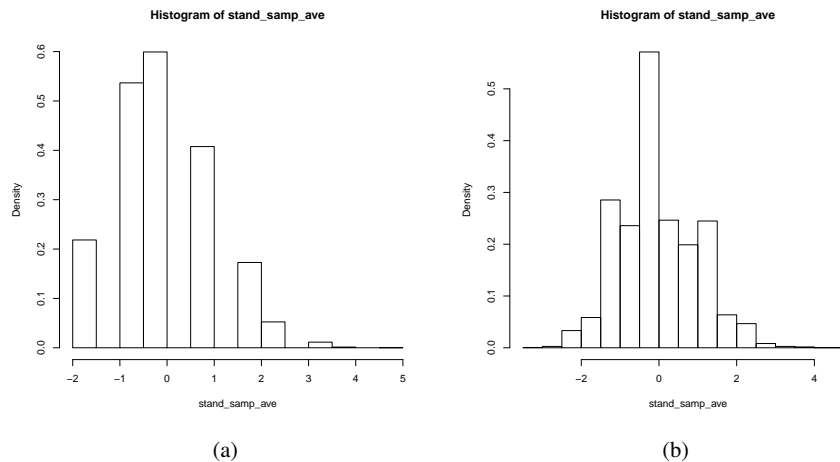 Histogram of stand_samp_ave
Density
0.0 0.1 0.2 0.3 0.4 0.5 0.6
−2 −1 0 1 2 3 4 5
stand_samp_ave
(a)
Histogram of stand_samp_ave
Density
0.0 0.1 0.2 0.3 0.4 0.5
−2 0 2 4
stand_samp_ave
(b)